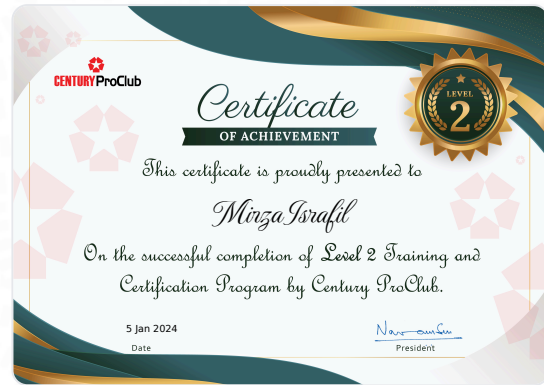 CENTURY ProClub
Certificate
OF ACHIEVEMENT
LEVEL
2
This certificate is proudly presented to
Mirza Israfil
On the successful completion of Level 2 Training and
Certification Program by Century ProClub.
5 Jan 2024
Date
President